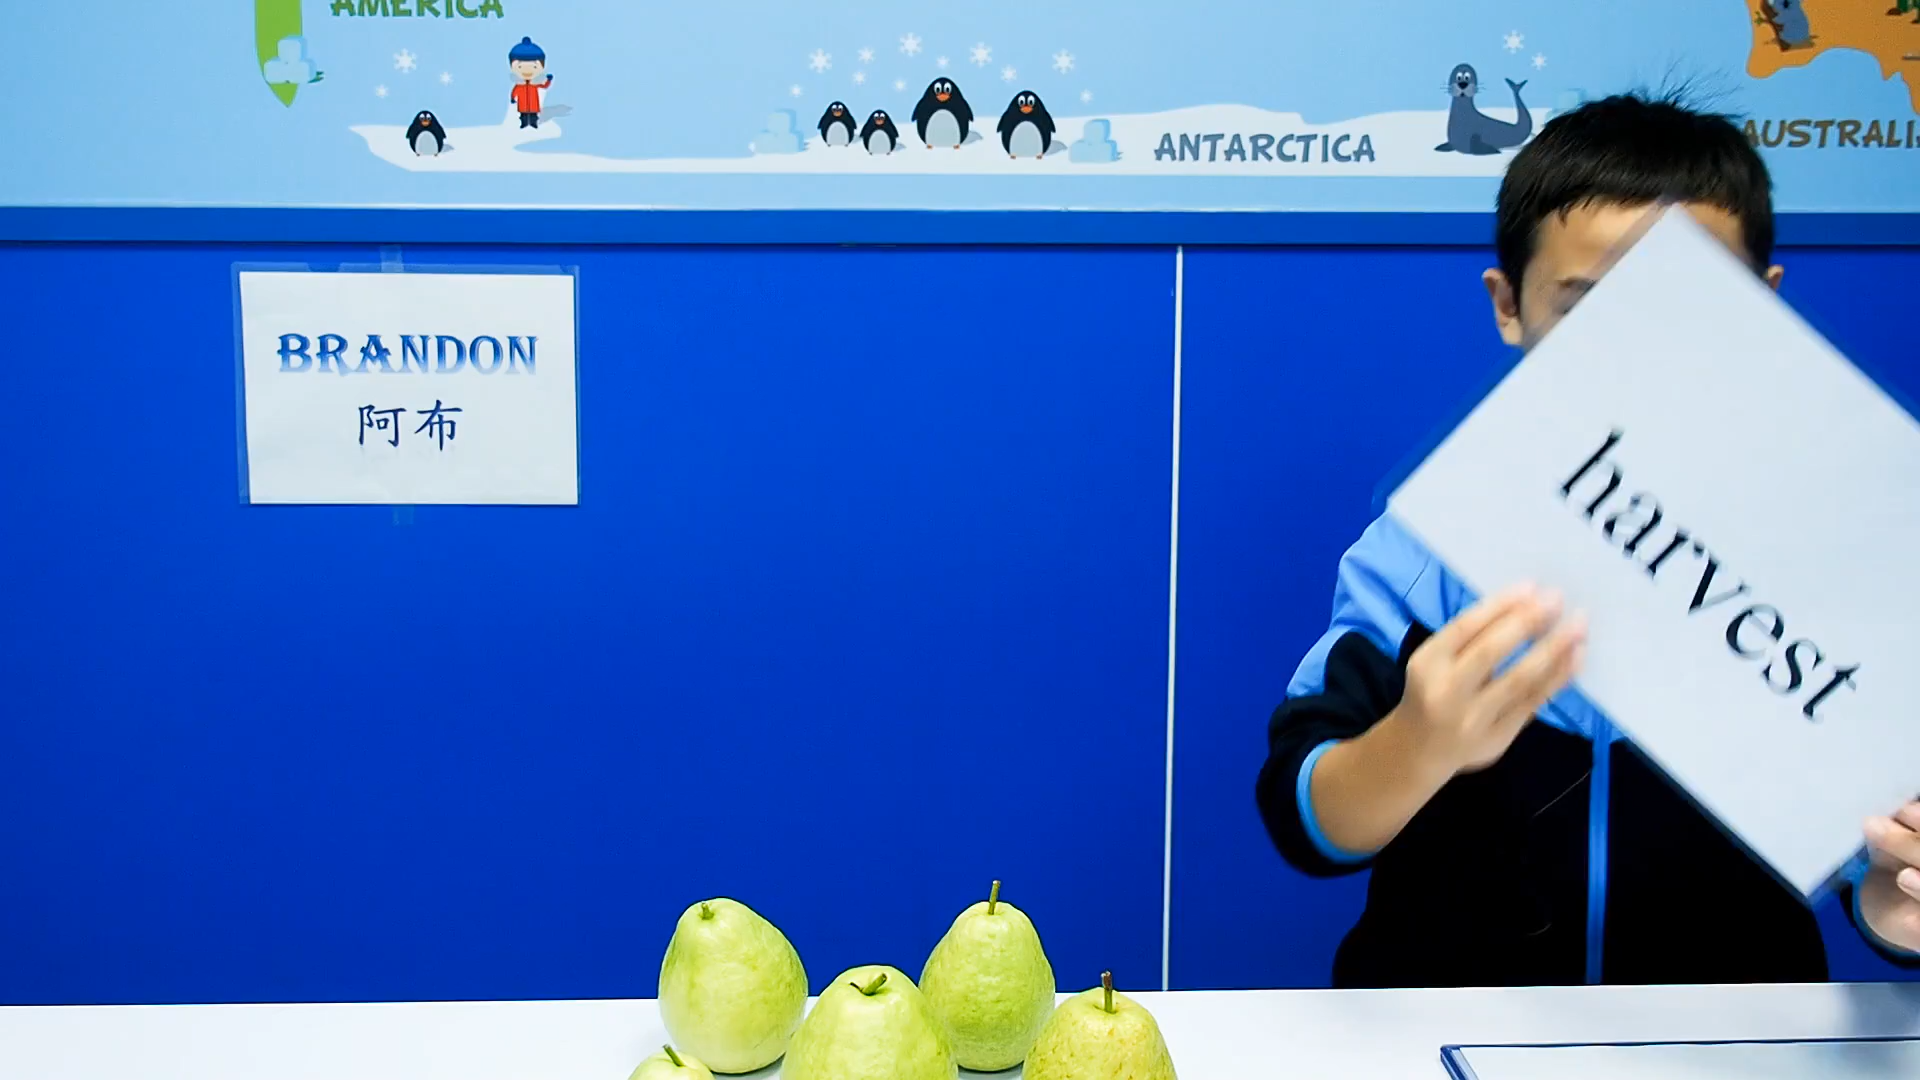 AMERICA
ANTARCTICA
AUSTRALI
BRANDON
阿布
harvest